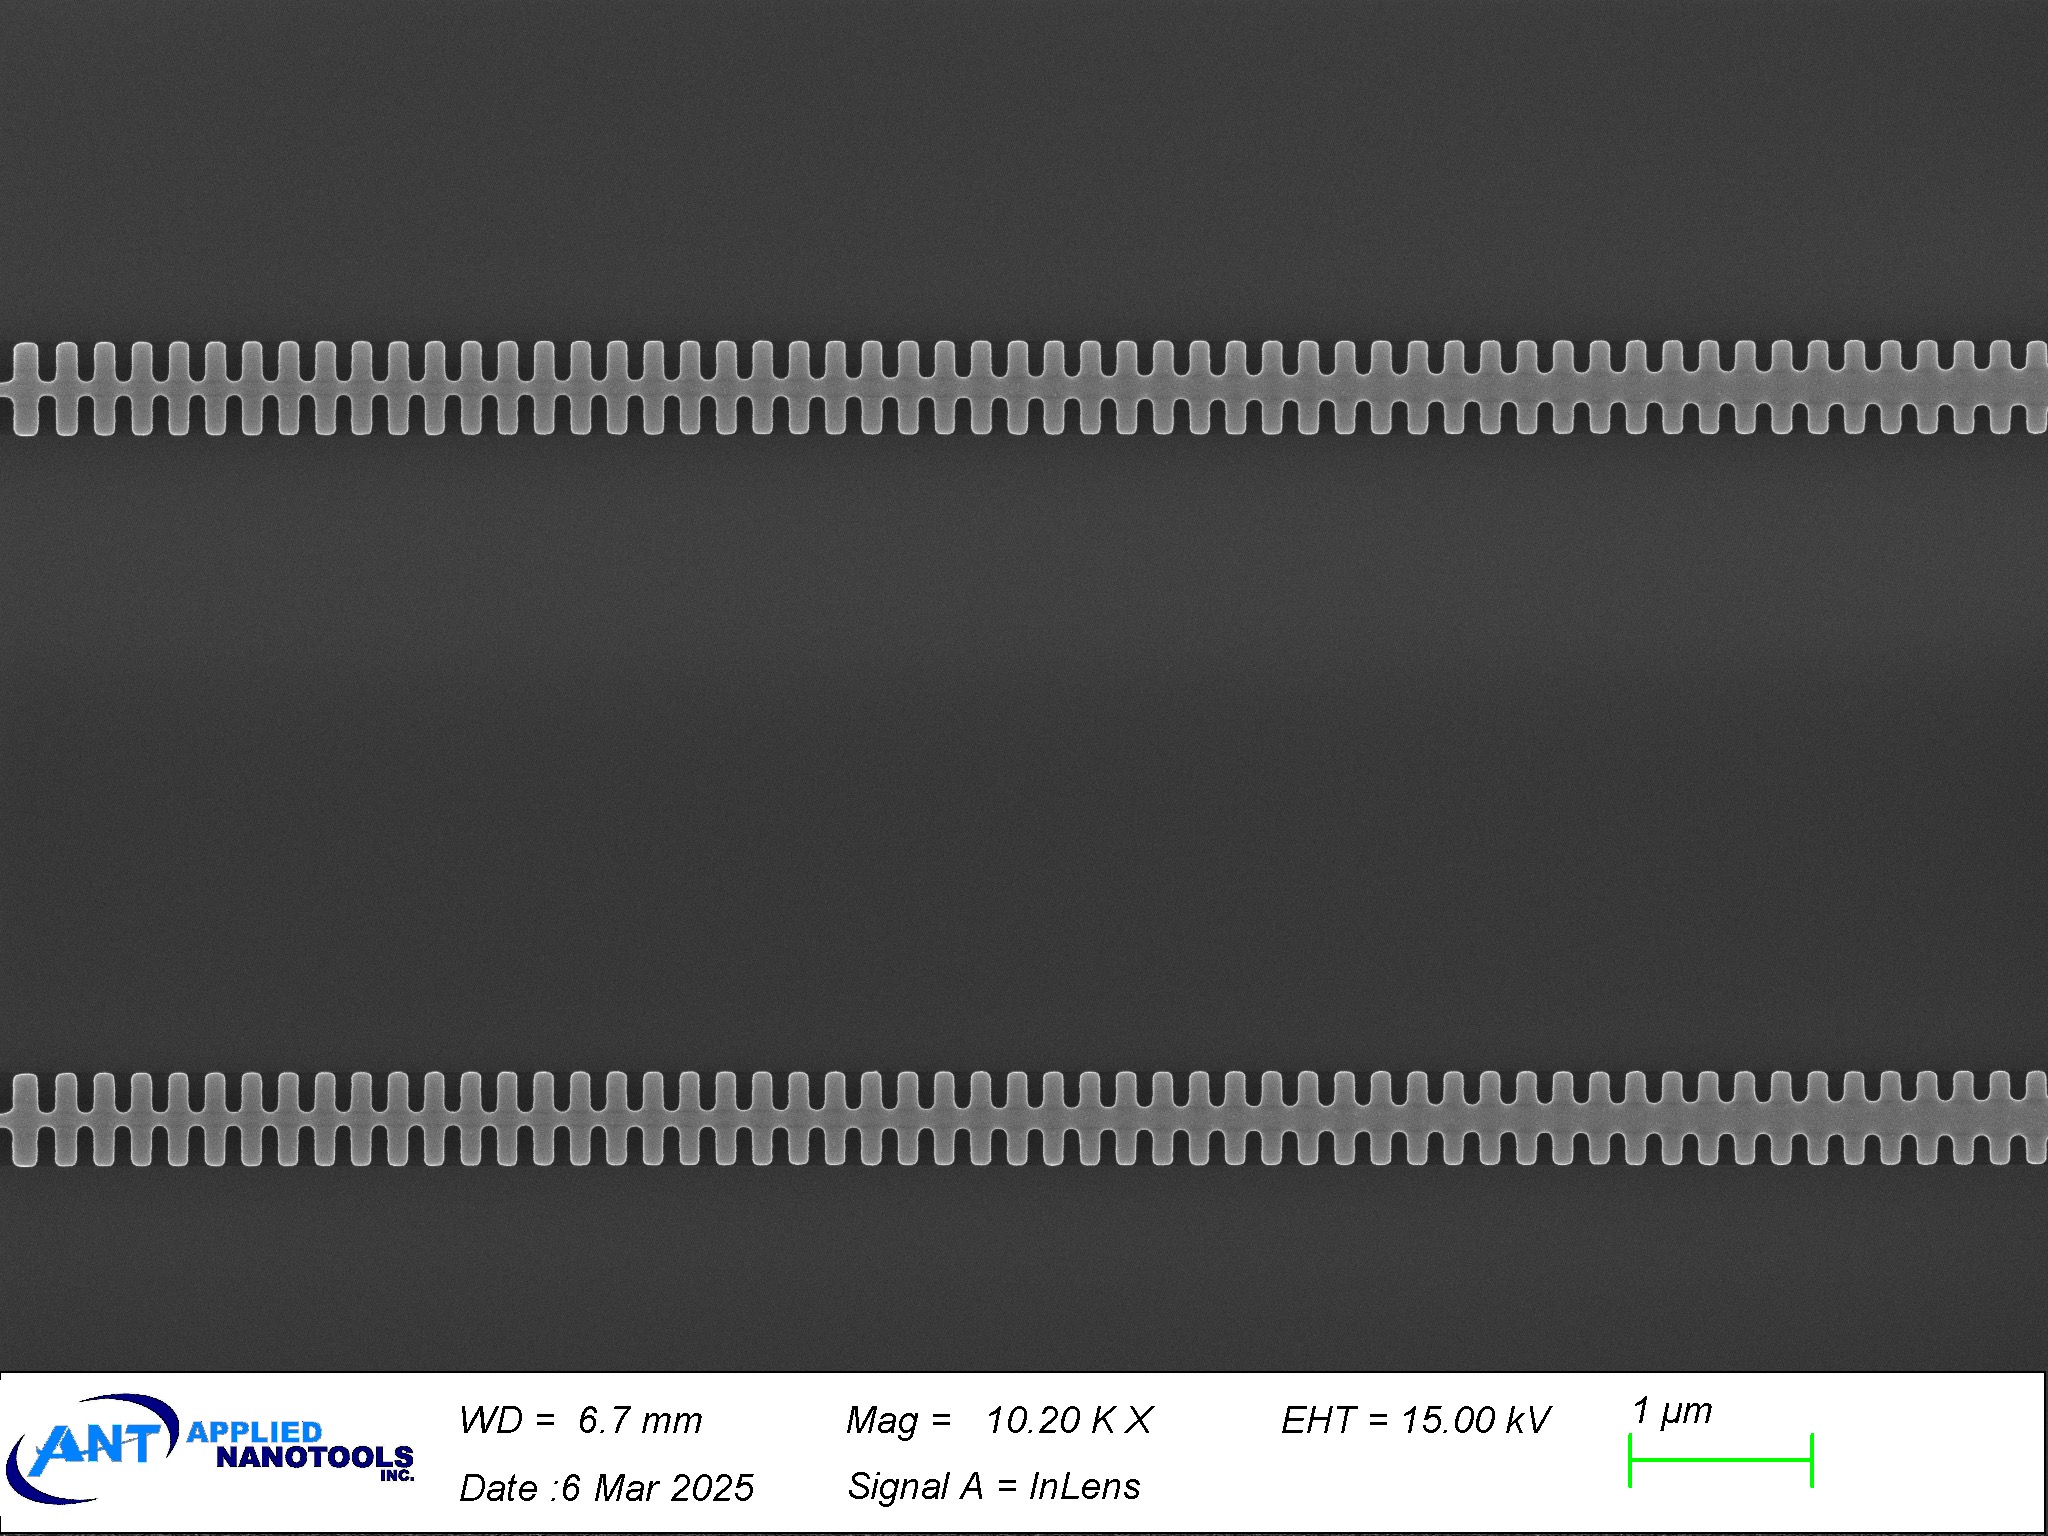 ANT APPLIED
NANOTOOLS
INC.
WD = 6.7 mm
Mag = 10.20 K X
EHT = 15.00 kV
1 µm
Date :6 Mar 2025
Signal A = InLens